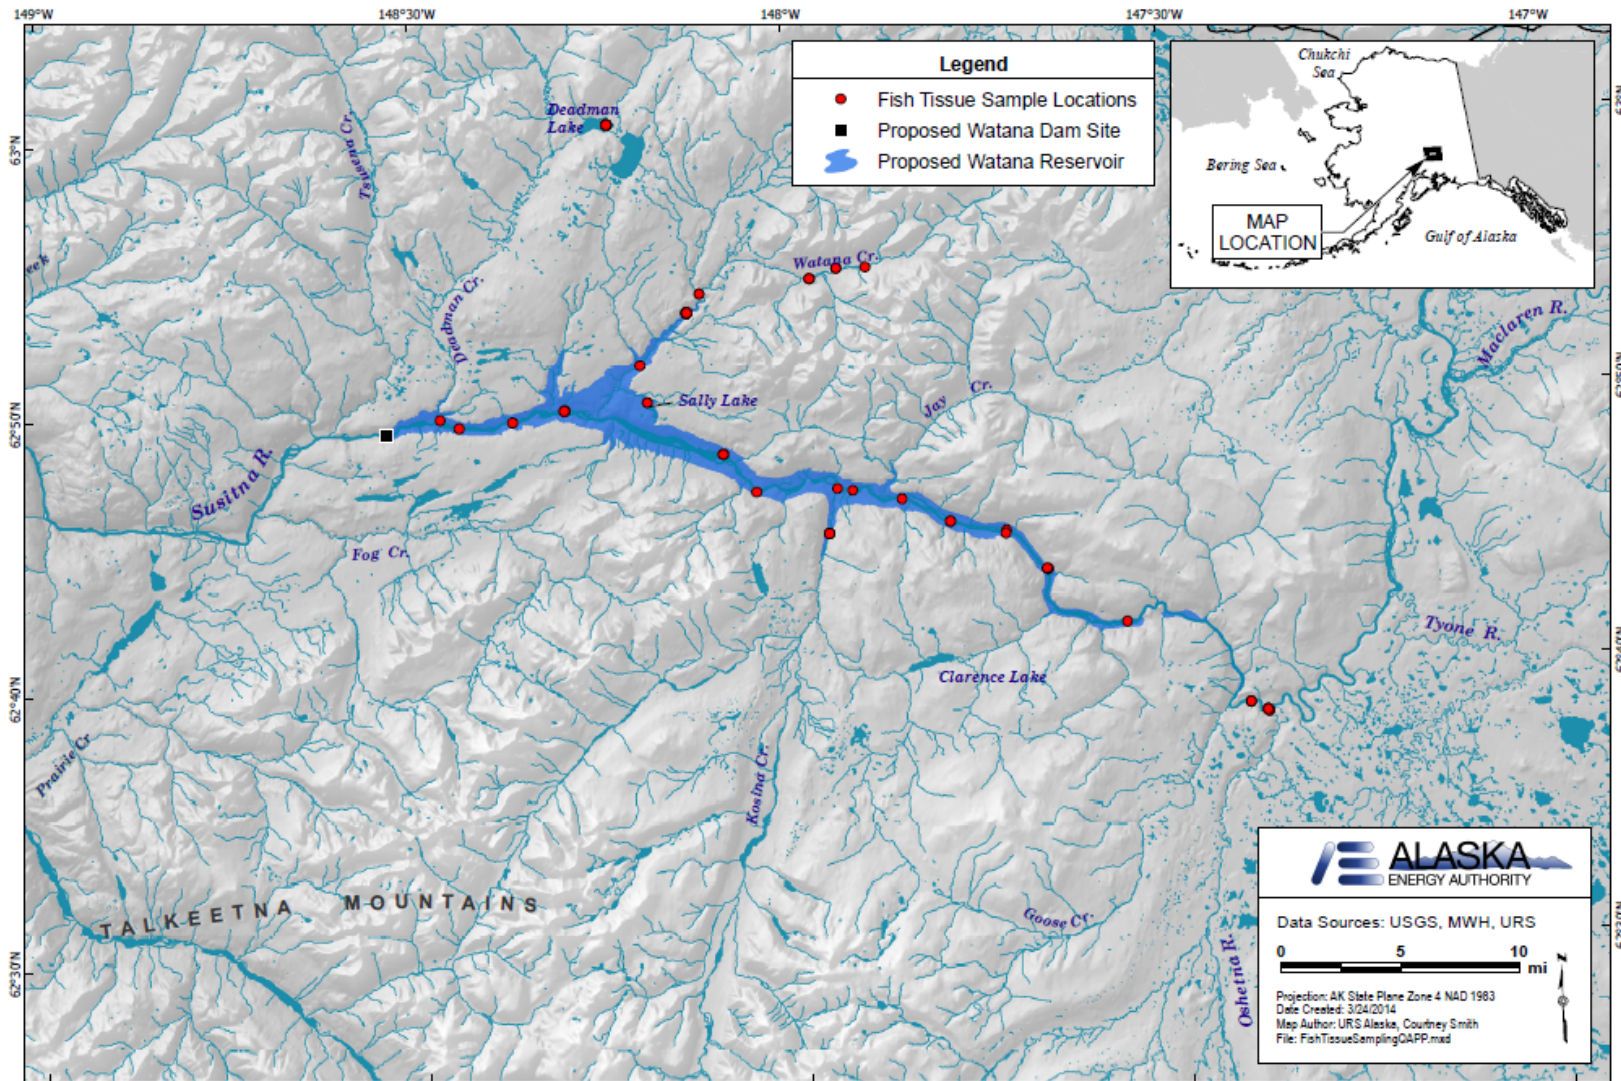 149°W 148°30'W 148°W 147°30'W 147°W
Legend
Fish Tissue Sample Locations
Proposed Watana Dam Site
Proposed Watana Reservoir
Chukchi
Sea
Bering Sea
MAP
LOCATION
Gulf of Alaska
Deadman
Lake
63°N
Tsusena Cr.
eek
Deadman Cr.
Watana Cr.
Maclaren R.
Sally Lake
Jay Cr.
62°50'N
Susitna R.
Fog Cr.
Tyone R.
Clarence Lake
62°40'N
Prairie Cr
Kosina Cr.
TALKEETNA MOUNTAINS
Goose Cr.
Oshetna R.
62°30'N
ALASKA
ENERGY AUTHORITY
Data Sources: USGS, MWH, URS
0 5 10
mi
N
Projection: AK State Plane Zone 4 NAD 1983
Date Created: 3/24/2014
Map Author: URS Alaska, Courtney Smith
File: FishTissueSamplingQAPP.mxd